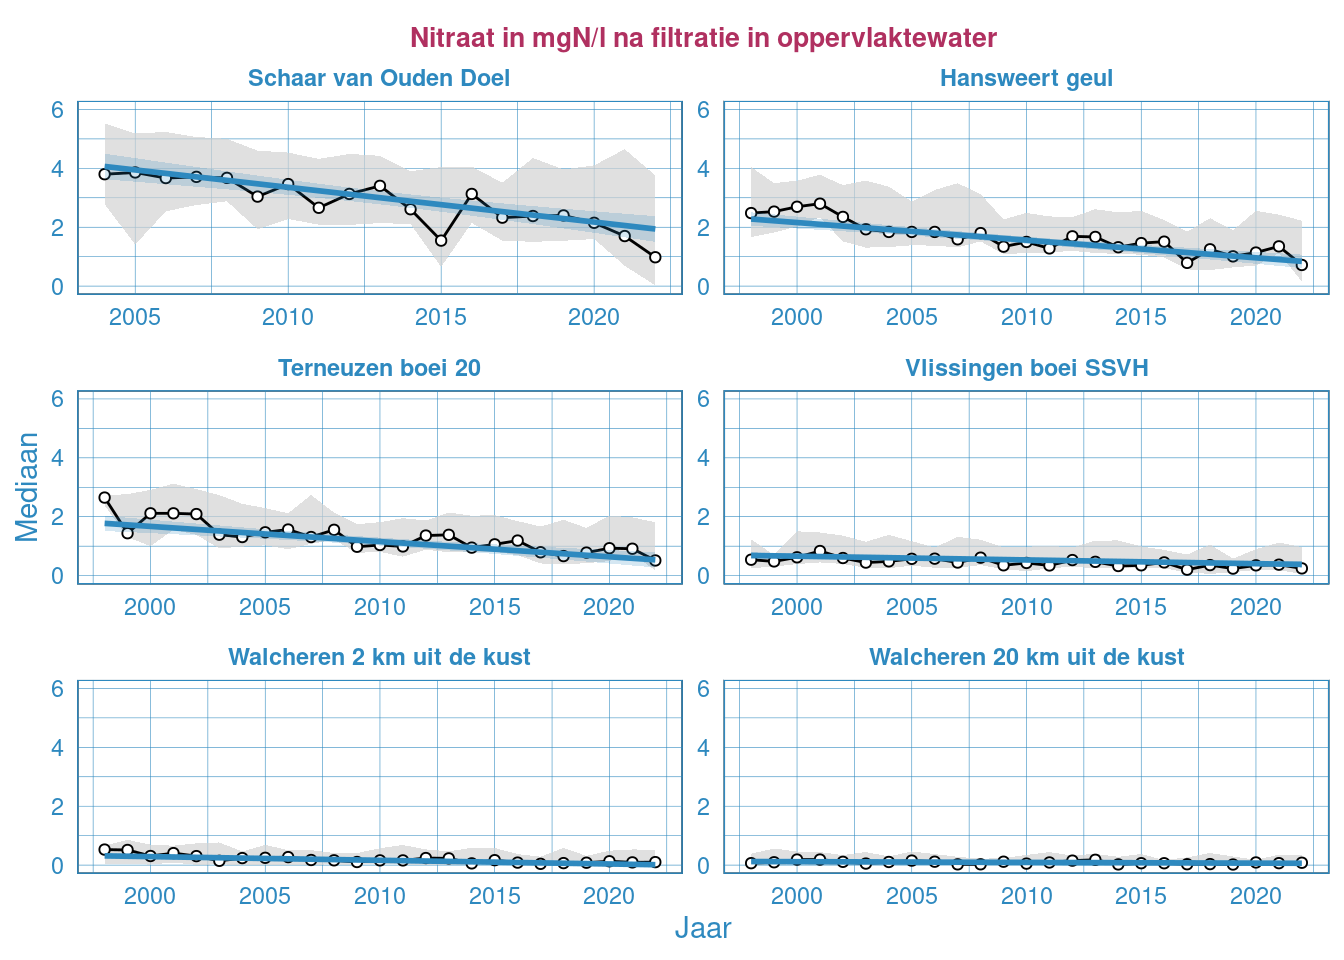 Nitraat in mgN/l na filtratie in oppervlaktewater
Schaar van Ouden Doel
6
4
2
0
2005 2010 2015 2020
Hansweert geul
6
4
2
0
2000 2005 2010 2015 2020
Mediaan
Terneuzen boei 20
6
4
2
0
2000 2005 2010 2015 2020
Vlissingen boei SSVH
6
4
2
0
2000 2005 2010 2015 2020
Walcheren 2 km uit de kust
6
4
2
0
2000 2005 2010 2015 2020
Walcheren 20 km uit de kust
6
4
2
0
2000 2005 2010 2015 2020
Jaar